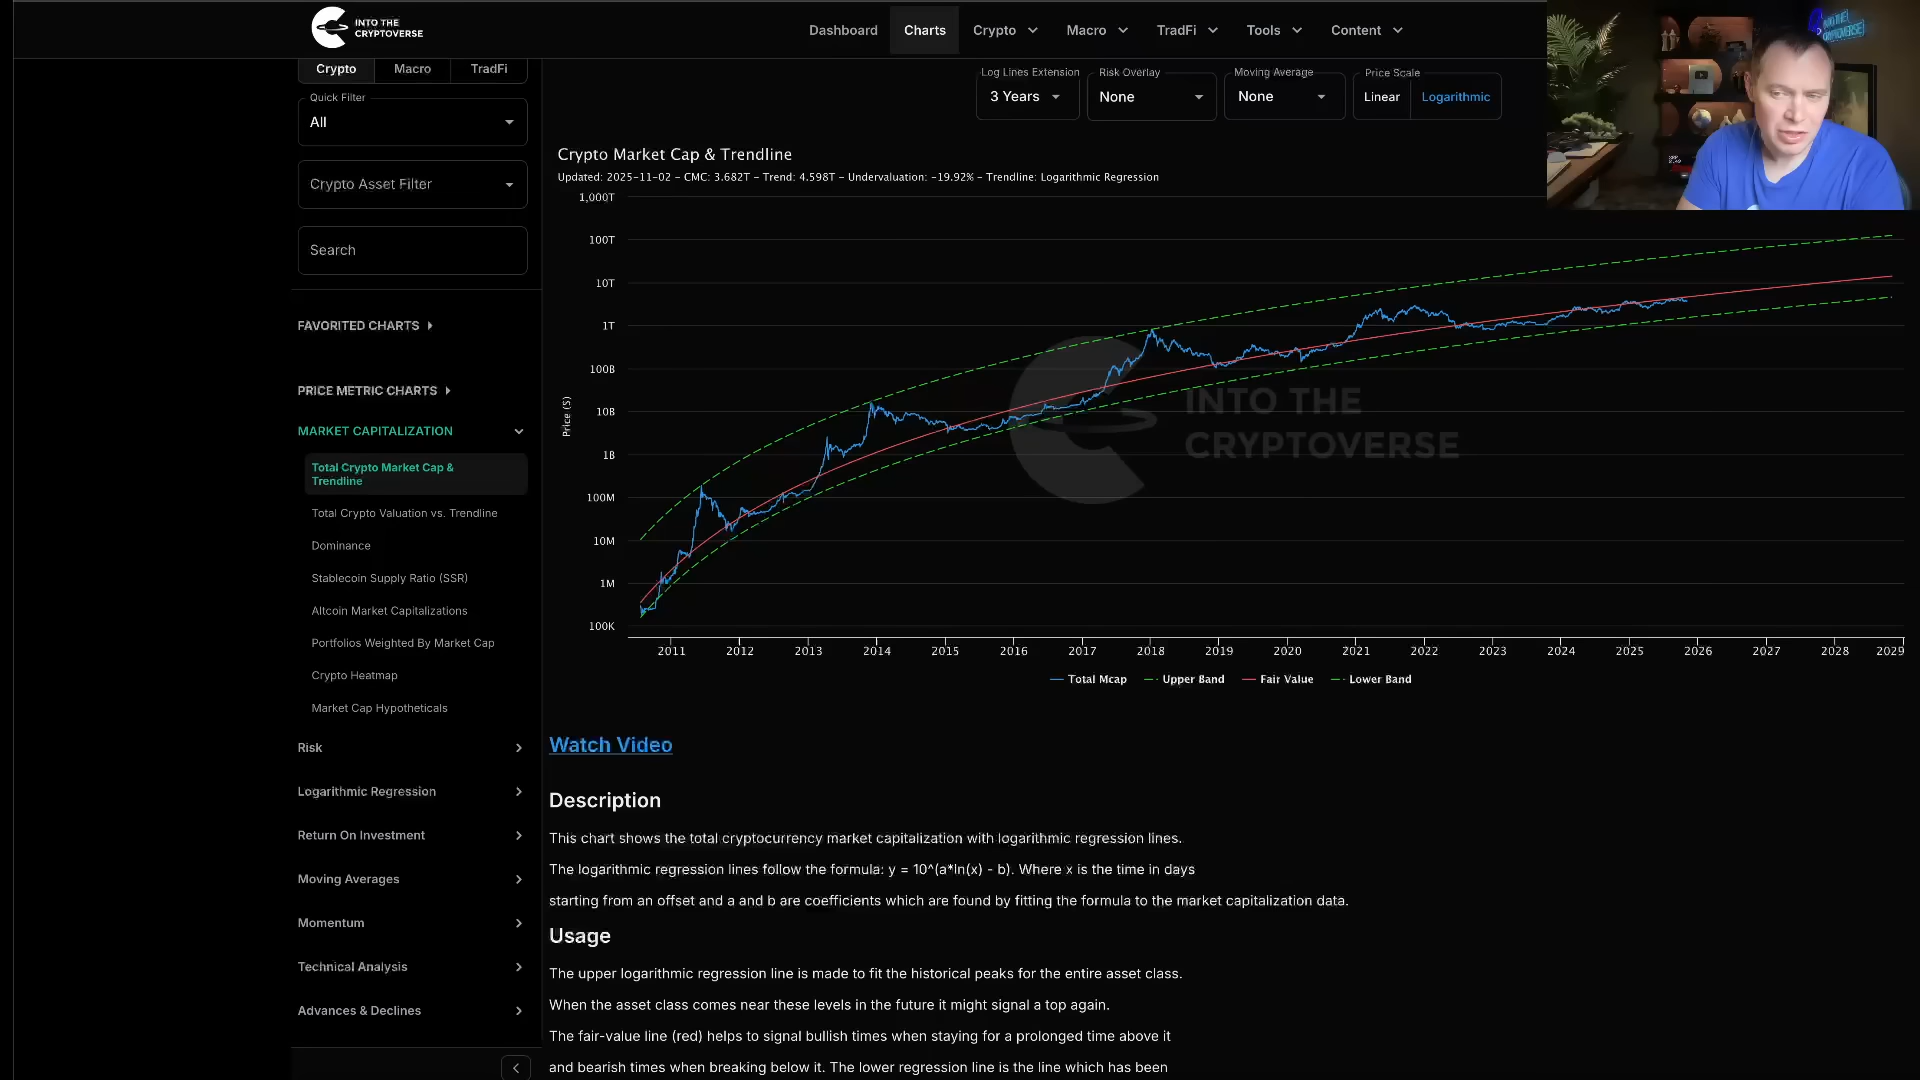 INTO THE
CRYPTOVERSE
Dashboard
Charts
Crypto
Macro
TradFi
Tools
Content
INTO THE
CRYPTOVERSE
Crypto
Macro
TradFi
Quick Filter
All
Crypto Asset Filter
Search
FAVORITED CHARTS
PRICE METRIC CHARTS
MARKET CAPITALIZATION
Total Crypto Market Cap &
Trendline
Total Crypto Valuation vs. Trendline
Dominance
Stablecoin Supply Ratio (SSR)
Altcoin Market Capitalizations
Portfolios Weighted By Market Cap
Crypto Heatmap
Market Cap Hypotheticals
Risk
Logarithmic Regression
Return On Investment
Moving Averages
Momentum
Technical Analysis
Advances & Declines
Log Lines Extension
3 Years
Risk Overlay
None
Moving Average
None
Price Scale
Linear
Logarithmic
Crypto Market Cap & Trendline
Updated: 2025-11-02 – CMC: 3.682T – Trend: 4.598T – Undervaluation: -19.92% – Trendline: Logarithmic Regression
1,000T
100T
10T
1T
100B
10B
1B
100M
10M
1M
100K
Price ($)
INTO THE
CRYPTOVERSE
2011 2012 2013 2014 2015 2016 2017 2018 2019 2020 2021 2022 2023 2024 2025 2026 2027 2028 2029
Total Mcap Upper Band Fair Value Lower Band
Watch Video
Description
This chart shows the total cryptocurrency market capitalization with logarithmic regression lines.
The logarithmic regression lines follow the formula: y = 10^(a*ln(x) - b). Where x is the time in days
starting from an offset and a and b are coefficients which are found by fitting the formula to the market capitalization data.
Usage
The upper logarithmic regression line is made to fit the historical peaks for the entire asset class.
When the asset class comes near these levels in the future it might signal a top again.
The fair-value line (red) helps to signal bullish times when staying for a prolonged time above it
and bearish times when breaking below it. The lower regression line is the line which has been